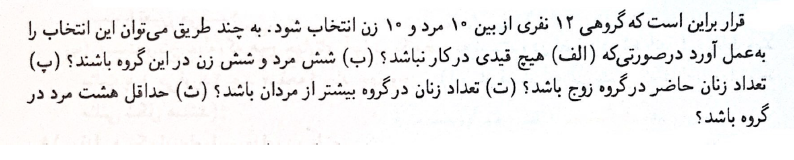 قرار براین است که گروهی ۱۲ نفری از بین ۱۰ مرد و ۱۰ زن انتخاب شود. به چند طریق می‌توان این انتخاب را
به‌عمل آورد درصورتی‌که (الف) هیچ قیدی درکار نباشد؟ (ب) شش مرد و شش زن در این گروه باشند؟ (پ)
تعداد زنان حاضر درگروه زوج باشد؟ (ت) تعداد زنان درگروه بیشتر از مردان باشد؟ (ث) حداقل هشت مرد در
گروه باشد؟